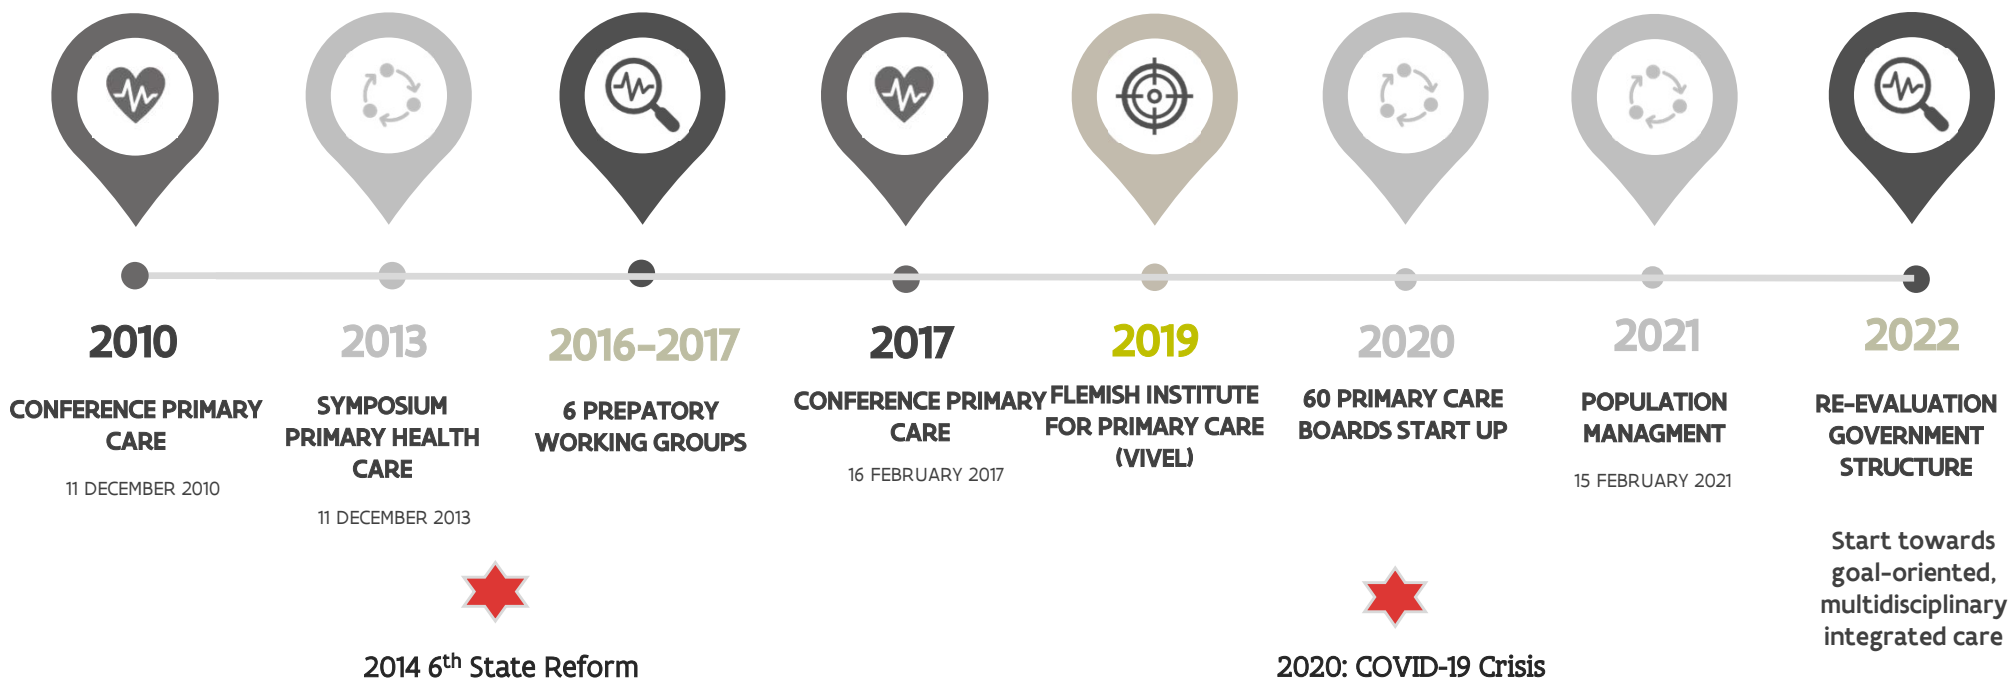 2010
CONFERENCE PRIMARY
CARE
11 DECEMBER 2010
2013
SYMPOSIUM
PRIMARY HEALTH
CARE
11 DECEMBER 2013
2016-2017
6 PREPATORY
WORKING GROUPS
2017
CONFERENCE PRIMARY
CARE
16 FEBRUARY 2017
2019
FLEMISH INSTITUTE
FOR PRIMARY CARE
(VIVEL)
2020
60 PRIMARY CARE
BOARDS START UP
2021
POPULATION
MANAGMENT
15 FEBRUARY 2021
2022
RE-EVALUATION
GOVERNMENT
STRUCTURE
Start towards
goal-oriented,
multidisciplinary
integrated care
2014 6th State Reform
2020: COVID-19 Crisis